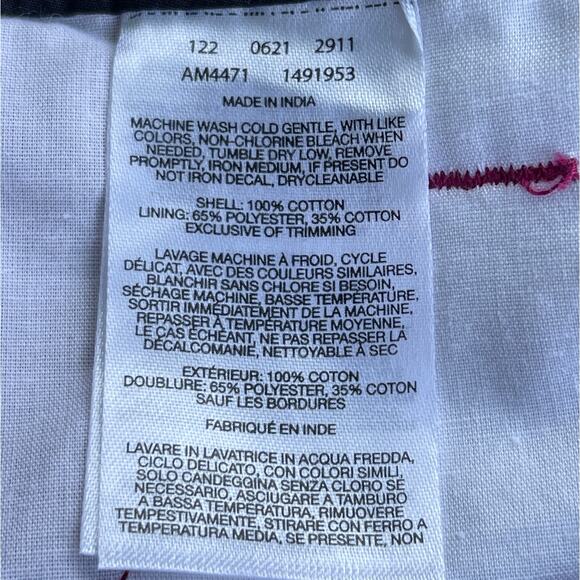 122 0621 2911
AM4471 1491953
MADE IN INDIA
MACHINE WASH COLD GENTLE, WITH LIKE
COLORS, NON-CHLORINE BLEACH WHEN
NEEDED, TUMBLE DRY LOW, REMOVE
PROMPTLY, IRON MEDIUM, IF PRESENT DO
NOT IRON DECAL, DRYCLEANABLE
SHELL: 100% COTTON
LINING: 65% POLYESTER, 35% COTTON
EXCLUSIVE OF TRIMMING
LAVAGE MACHINE À FROID, CYCLE
DÉLICAT, AVEC DES COULEURS SIMILAIRES,
BLANCHIR SANS CHLORE SI BESOIN,
SÉCHAGE MACHINE, BASSE TEMPÉRATURE,
SORTIR IMMÉDIATEMENT DE LA MACHINE,
REPASSER À TEMPÉRATURE MOYENNE,
LE CAS ÉCHÉANT, NE PAS REPASSER LA
DÉCALCOMANIE, NETTOYABLE À SEC
EXTÉRIEUR: 100% COTON
DOUBLURE: 65% POLYESTER, 35% COTON
SAUF LES BORDURES
FABRIQUÉ EN INDE
LAVARE IN LAVATRICE IN ACQUA FREDDA,
CICLO DELICATO, CON COLORI SIMILI,
SOLO CANDEGGINA SENZA CLORO SE
NECESSARIO, ASCIUGARE A TAMBURO
A BASSA TEMPERATURA, RIMUOVERE
TEMPESTIVAMENTE, STIRARE CON FERRO A
TEMPERATURA MEDIA, SE PRESENTE, NON